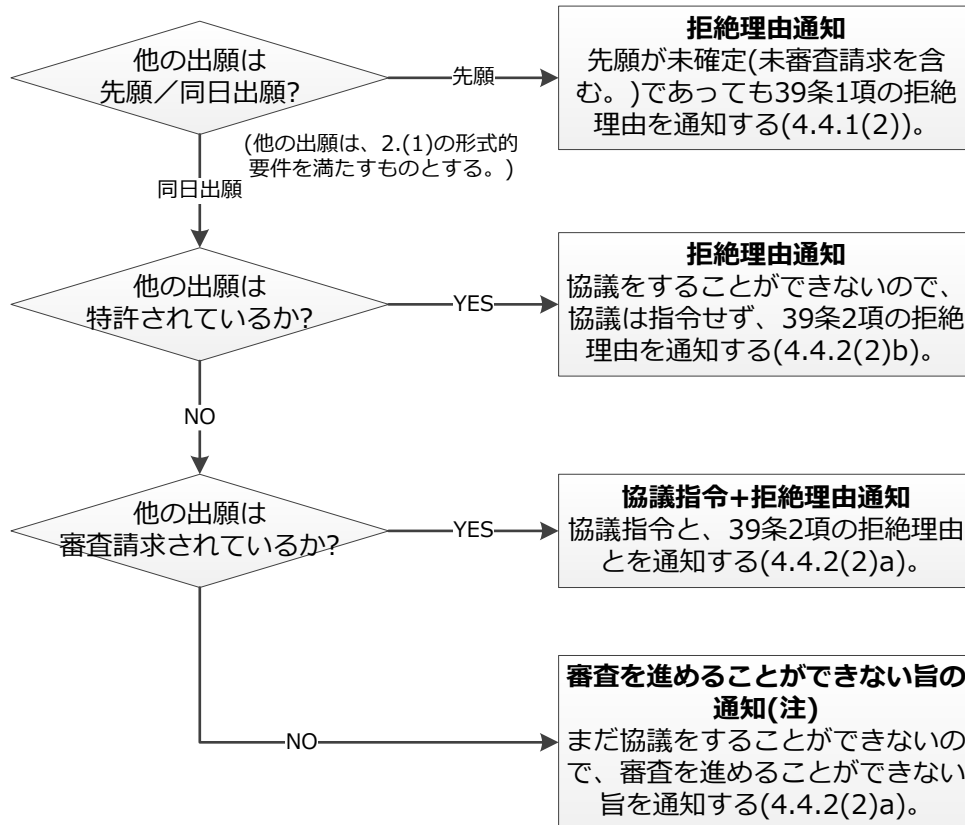 他の出願は
先願／同日出願?
先願
拒絶理由通知
先願が未確定(未審査請求を含
む。)であっても39条1項の拒絶
理由を通知する(4.4.1(2))。
(他の出願は、2.(1)の形式的
要件を満たすものとする。)
同日出願
他の出願は
特許されているか?
YES
拒絶理由通知
協議をすることができないので、
協議は指令せず、39条2項の拒絶
理由を通知する(4.4.2(2)b)。
NO
他の出願は
審査請求されているか?
YES
協議指令+拒絶理由通知
協議指令と、39条2項の拒絶理由
とを通知する(4.4.2(2)a)。
NO
審査を進めることができない旨の
通知(注)
まだ協議をすることができないの
で、審査を進めることができない
旨を通知する(4.4.2(2)a)。